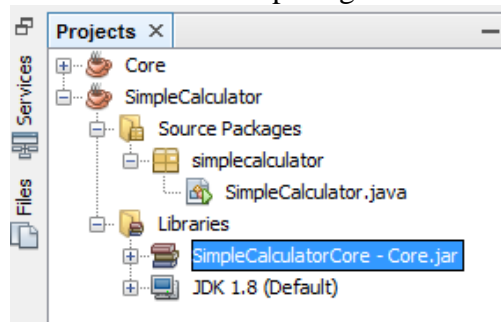 Projects
Services
Files
Core
SimpleCalculator
Source Packages
simplecalculator
SimpleCalculator.java
Libraries
SimpleCalculatorCore - Core.jar
JDK 1.8 (Default)